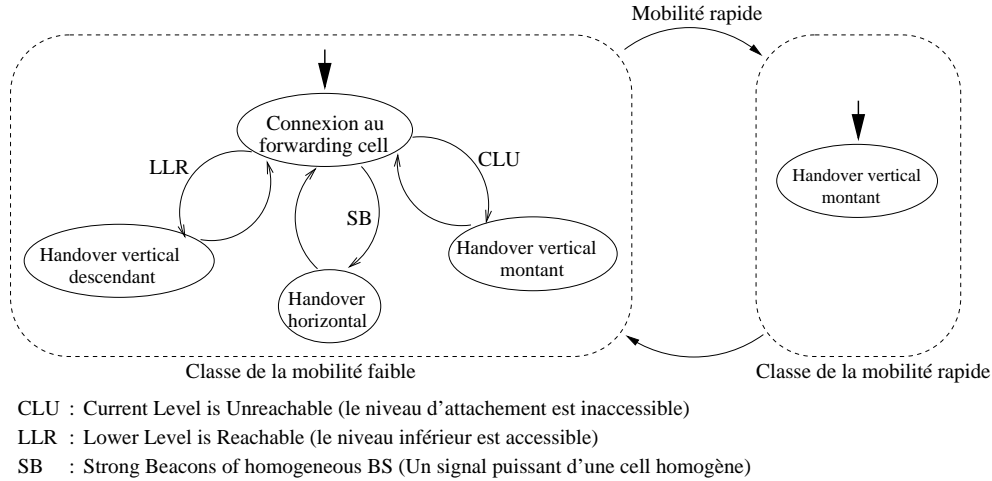 Mobilité rapide
Connexion au
forwarding cell
LLR
CLU
SB
Handover vertical
descendant
Handover
horizontal
Handover vertical
montant
Handover vertical
montant
Classe de la mobilité faible
Classe de la mobilité rapide
CLU : Current Level is Unreachable (le niveau d'attachement est inaccessible)
LLR : Lower Level is Reachable (le niveau inférieur est accessible)
SB : Strong Beacons of homogeneous BS (Un signal puissant d'une cell homogène)